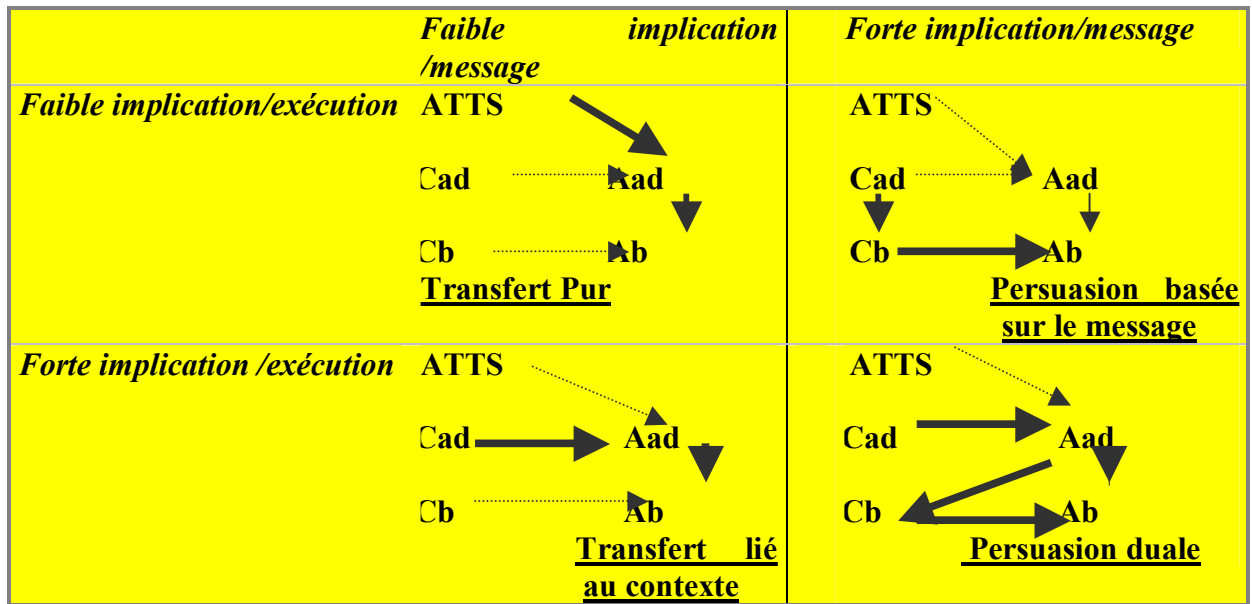 Faible implication
/message
Forte implication/message
Faible implication/exécution
ATTS
Cad Aad
Cb Ab
Transfert Pur
ATTS
Cad Aad
Cb Ab
Persuasion basée
sur le message
Forte implication /exécution
ATTS
Cad Aad
Cb Ab
Transfert lié
au contexte
ATTS
Cad Aad
Cb Ab
Persuasion duale